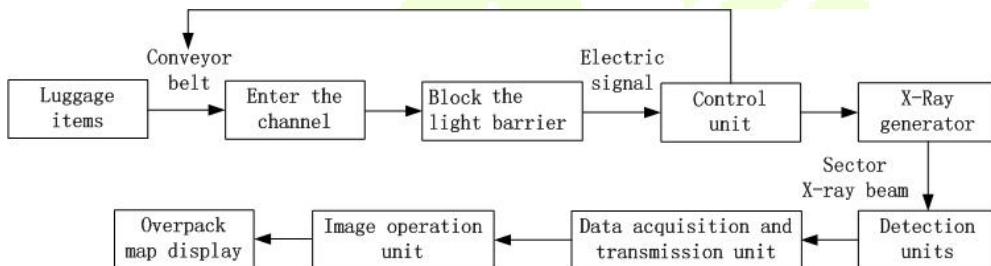 Conveyor
belt
Electric
signal
Luggage
items
Enter the
channel
Block the
light barrier
Control
unit
X-Ray
generator
Sector
X-ray beam
Overpack
map display
Image operation
unit
Data acquisition and
transmission unit
Detection
units